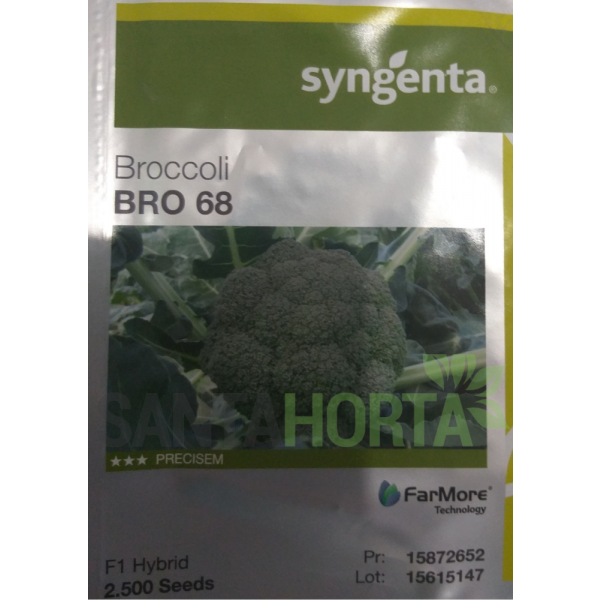 syngenta®
Broccoli
BRO 68
SANTAHORTA
★★★ PRECISEM
FarMore®
Technology
F1 Hybrid
2.500 Seeds
Pr: 15872652
Lot: 15615147